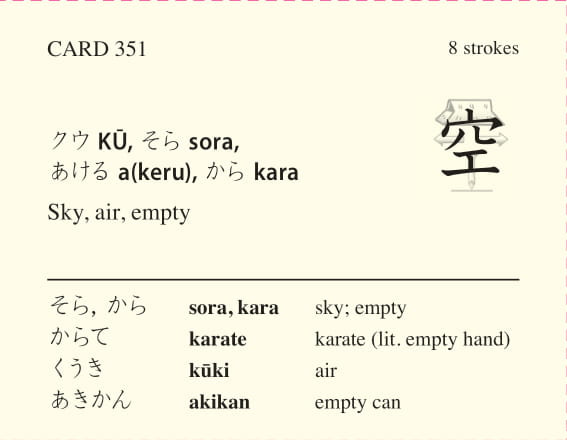 CARD 351
8 strokes
クウ KŪ, そら sora,
あける a(keru), から kara
空
Sky, air, empty
そら, から sora, kara sky; empty
からて karate karate (lit. empty hand)
くうき kūki air
あきかん akikan empty can